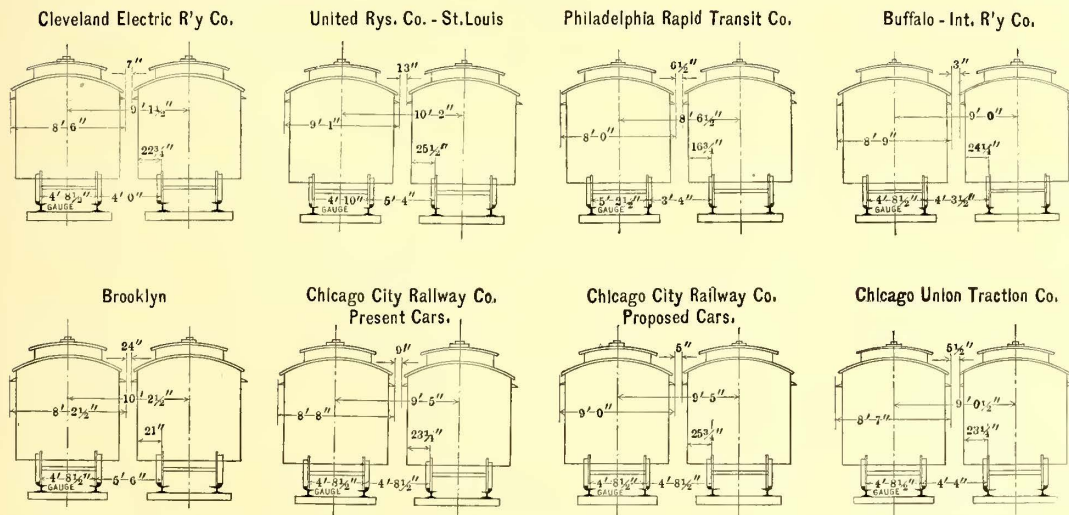 Cleveland Electric R'y Co.
7"
9'-1½"
8'-6"
22¾"
4'-8½"
4'-0"
GAUGE
United Rys. Co. - St. Louis
13"
10'-2"
9'-1"
25½"
4'-10"
5'-4"
GAUGE
Philadelphia Rapid Transit Co.
6½"
8'-6½"
8'-0"
16¾"
5'-2½"
3'-4"
GAUGE
Buffalo - Int. R'y Co.
3"
9'-0"
8'-9"
24¼"
4'-8½"
4'-3½"
GAUGE
Brooklyn
24"
10'-2½"
8'-2½"
21"
4'-8½"
5'-6"
GAUGE
Chicago City Railway Co.
Present Cars.
9"
9'-5"
8'-8"
4'-8½"
4'-8½"
GAUGE
Chicago City Railway Co.
Proposed Cars.
5"
9'-5"
9'-0"
25¾"
4'-8½"
4'-8½"
GAUGE
Chicago Union Traction Co.
5½"
9'-0½"
8'-7"
23¼"
4'-8½"
4'-4"
GAUGE